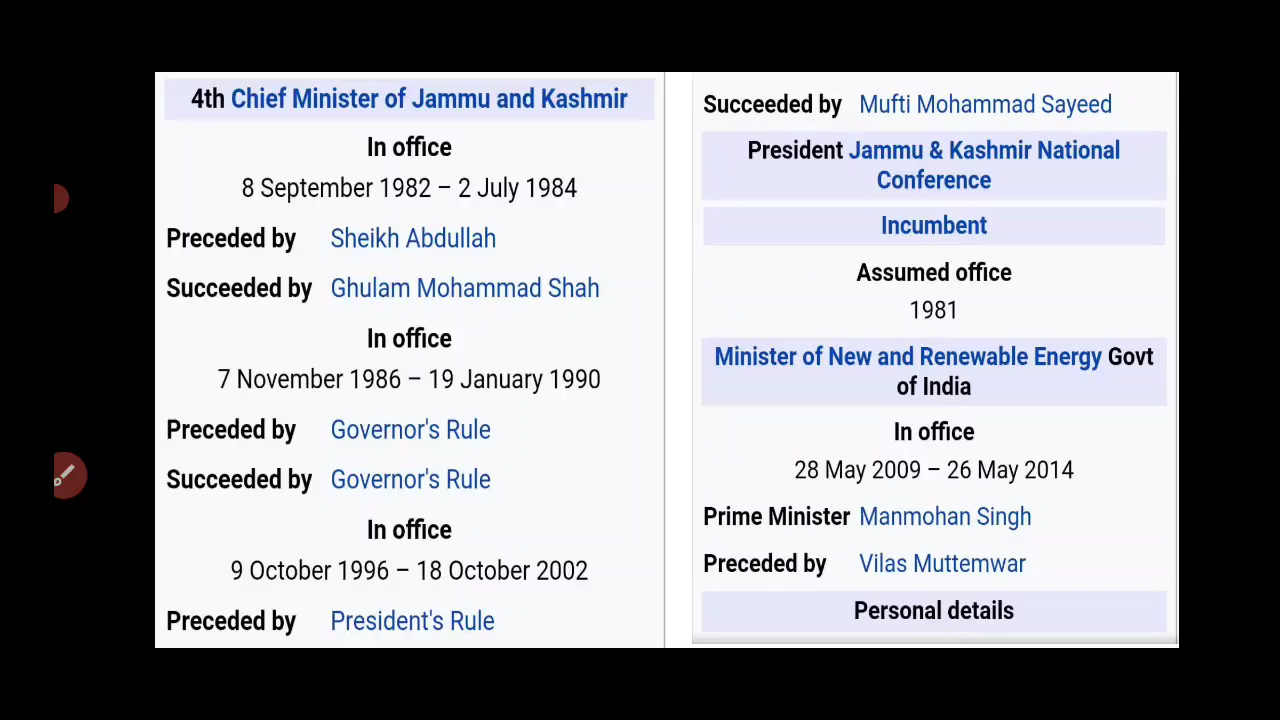 4th Chief Minister of Jammu and Kashmir
In office
8 September 1982 – 2 July 1984
Preceded by Sheikh Abdullah
Succeeded by Ghulam Mohammad Shah
In office
7 November 1986 – 19 January 1990
Preceded by Governor's Rule
Succeeded by Governor's Rule
In office
9 October 1996 – 18 October 2002
Preceded by President's Rule
Succeeded by Mufti Mohammad Sayeed
President Jammu & Kashmir National
Conference
Incumbent
Assumed office
1981
Minister of New and Renewable Energy Govt
of India
In office
28 May 2009 – 26 May 2014
Prime Minister Manmohan Singh
Preceded by Vilas Muttemwar
Personal details